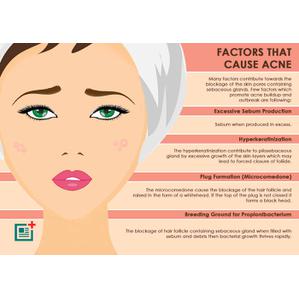 FACTORS THAT
CAUSE ACNE
Many factors contribute towards the
blockage of the skin pores containing
sebaceous glands. Few factors which
promote acne buildup and
outbreak are following:
Excessive Sebum Production
Sebum when produced in excess.
Hyperkeratinization
The hyperkeratinization contribute to pilosebaceous
gland by excessive growth of the skin layers which may
lead to forced closure of follicle.
Plug Formation (Microcomedone)
The microcomedone cause the blockage of the hair follicle and
raised in the form of a whitehead. If the top of the plug is not closed it
forms a black head.
Breeding Ground for Propionibacterium
The blockage of hair follicle containing sebaceous gland when filled with
sebum and debris then bacterial growth thrives rapidly.